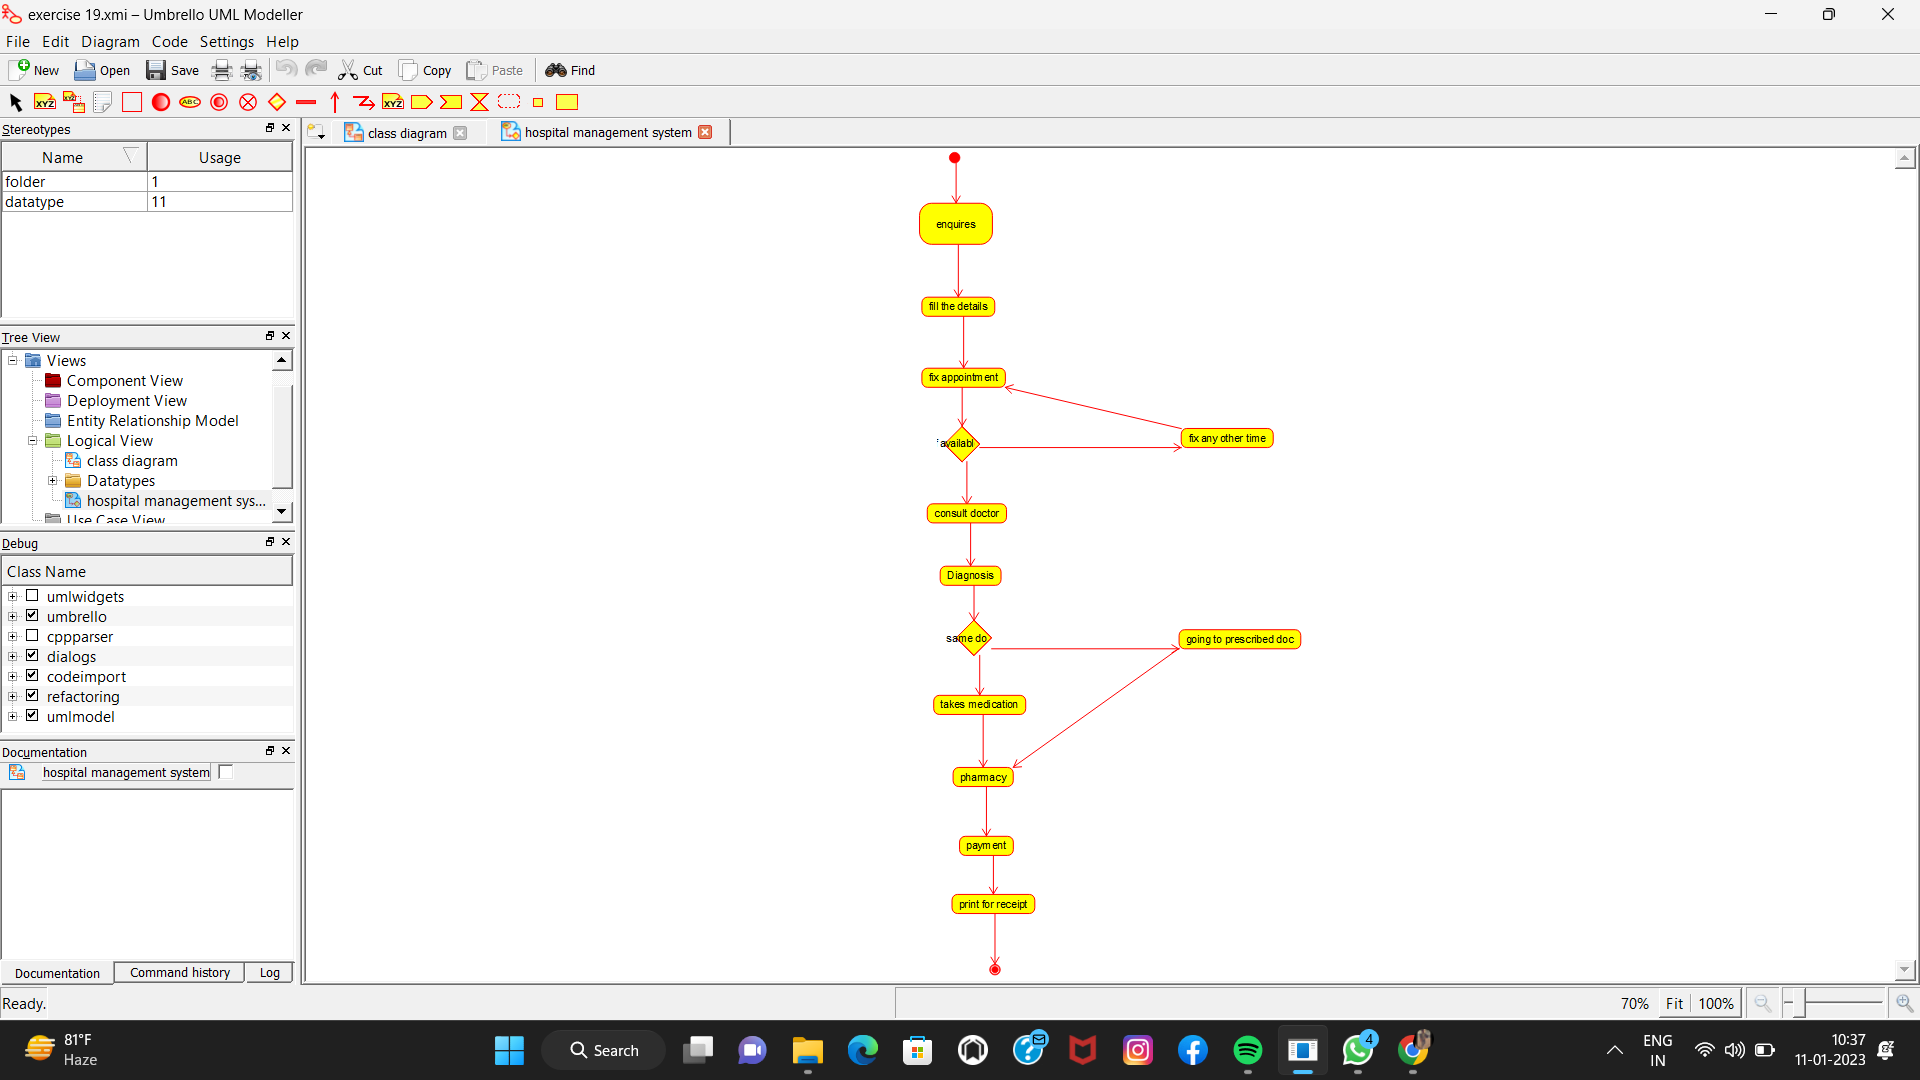 exercise 19.xmi – Umbrello UML Modeller
File Edit Diagram Code Settings Help
New Open Save Cut Copy Paste Find
XYZ XYZ ABC XYZ
Stereotypes
Name Usage
folder 1
datatype 11
Tree View
Views
Component View
Deployment View
Entity Relationship Model
Logical View
class diagram
Datatypes
hospital management sys...
Use Case View
Debug
Class Name
umlwidgets
umbrello
cppparser
dialogs
codeimport
refactoring
umlmodel
Documentation
hospital management system
Documentation Command history Log
class diagram hospital management system
enquires
fill the details
fix appointment
fix any other time
availabl
consult doctor
Diagnosis
same do
going to prescribed doc
takes medication
pharmacy
payment
print for receipt
Ready.
70% Fit 100%
81°F
Haze
Search
4
ENG
IN
10:37
11-01-2023